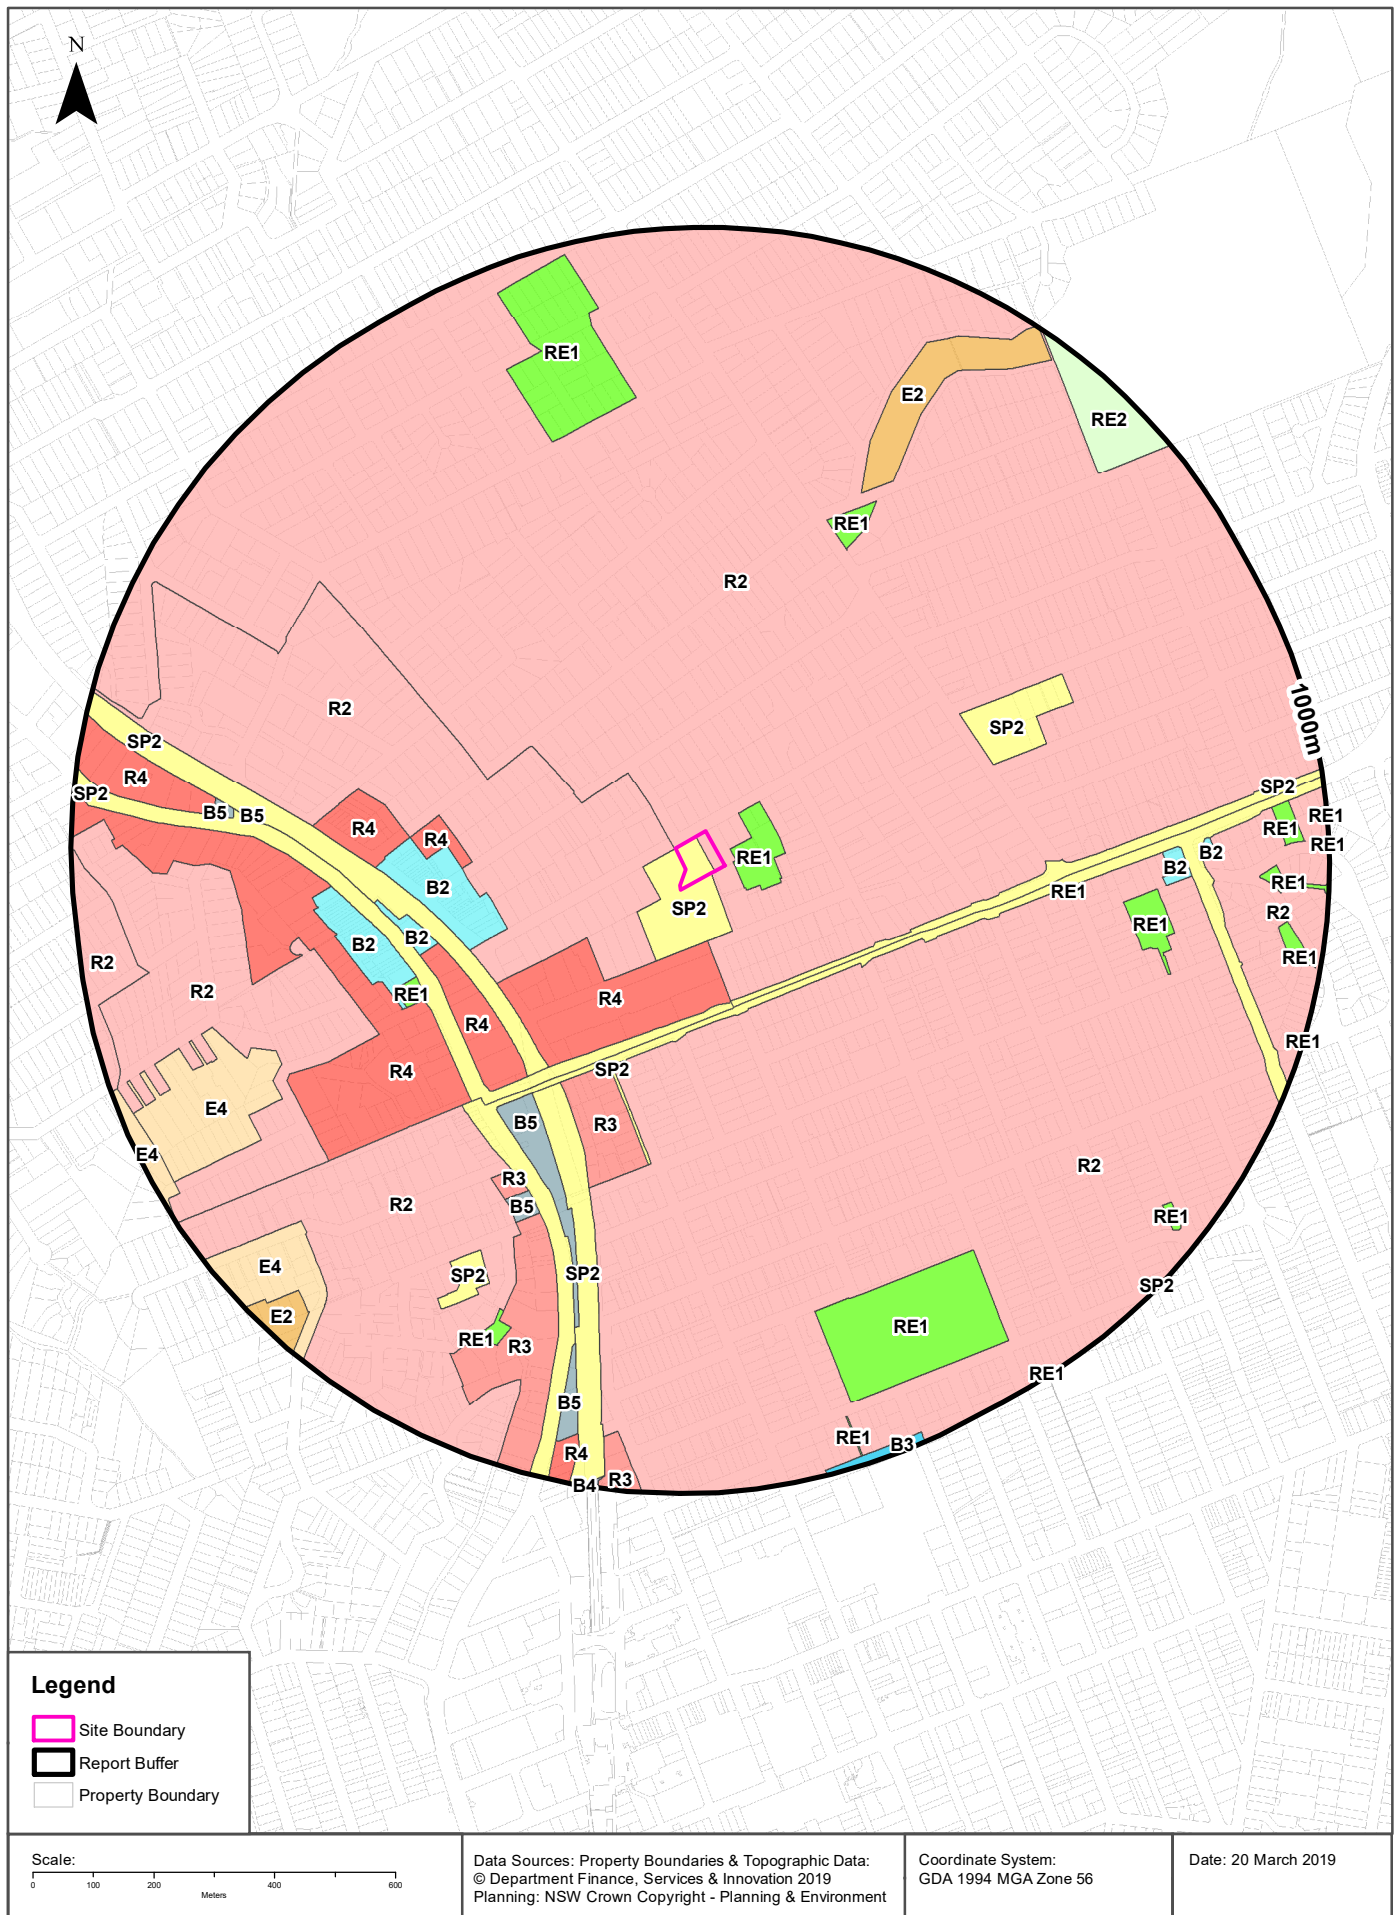 N
RE1
E2
RE2
RE1
R2
R2
SP2
1000m
SP2
R4
SP2
B5
B5
R4
R4
SP2
RE1
RE1
RE1
RE1
B2
B2
B2
RE1
RE1
SP2
RE1
R2
RE1
RE1
B2
B2
R2
R2
RE1
R4
R4
RE1
R4
SP2
E4
B5
R3
E4
R2
R3
R2
B5
RE1
E4
SP2
SP2
SP2
E2
RE1
R3
RE1
RE1
B5
RE1
B3
R4
B4
R3
Legend
Site Boundary
Report Buffer
Property Boundary
Scale:
0 100 200 400 600
Meters
Data Sources: Property Boundaries & Topographic Data:
© Department Finance, Services & Innovation 2019
Planning: NSW Crown Copyright - Planning & Environment
Coordinate System:
GDA 1994 MGA Zone 56
Date: 20 March 2019